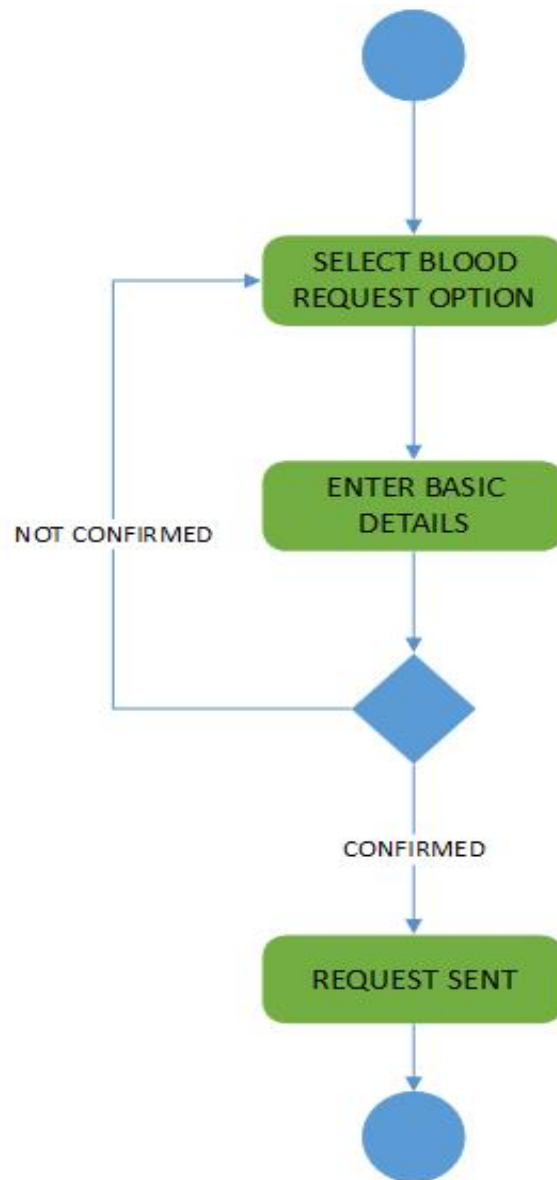 SELECT BLOOD
REQUEST OPTION
ENTER BASIC
DETAILS
NOT CONFIRMED
CONFIRMED
REQUEST SENT